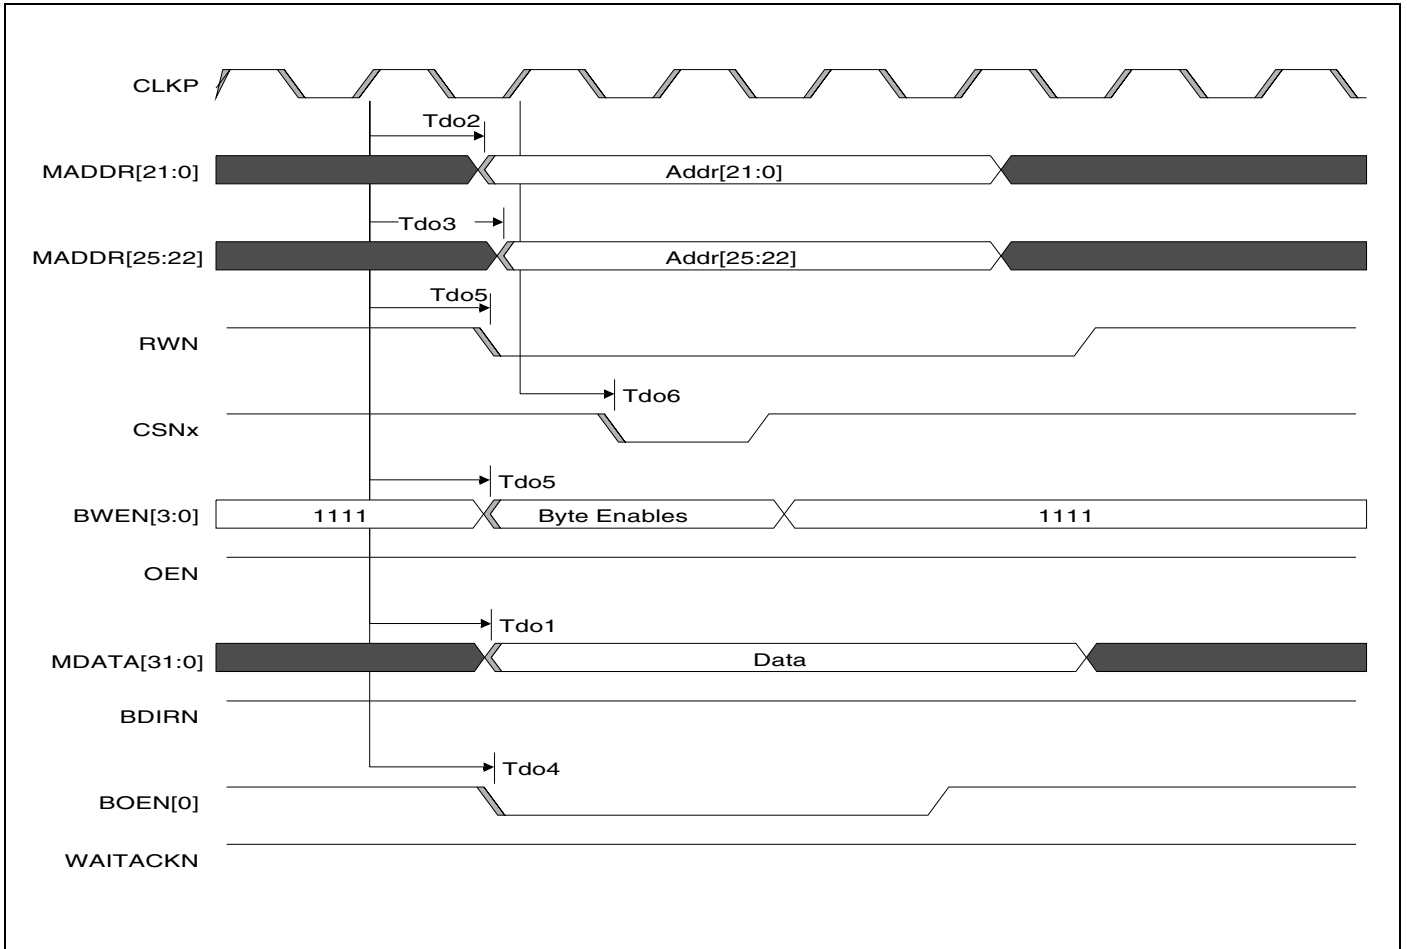 CLKP
Tdo2
MADDR[21:0] Addr[21:0]
Tdo3
MADDR[25:22] Addr[25:22]
Tdo5
RWN
Tdo6
CSNx
Tdo5
BWEN[3:0] 1111 Byte Enables 1111
OEN
Tdo1
MDATA[31:0] Data
BDIRN
Tdo4
BOEN[0]
WAITACKN